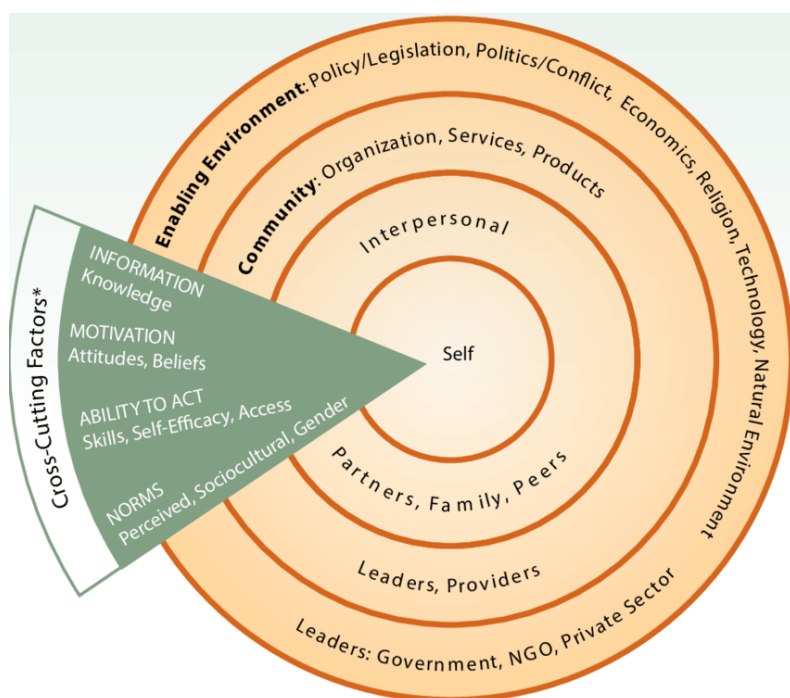 Enabling Environment: Policy/Legislation, Politics/Conflict, Economics, Religion, Technology, Natural Environment
Community: Organization, Services, Products
Interpersonal
Self
Partners, Family, Peers
Leaders, Providers
Leaders: Government, NGO, Private Sector
Cross-Cutting Factors*
INFORMATION
Knowledge
MOTIVATION
Attitudes, Beliefs
ABILITY TO ACT
Skills, Self-Efficacy, Access
NORMS
Perceived, Sociocultural, Gender